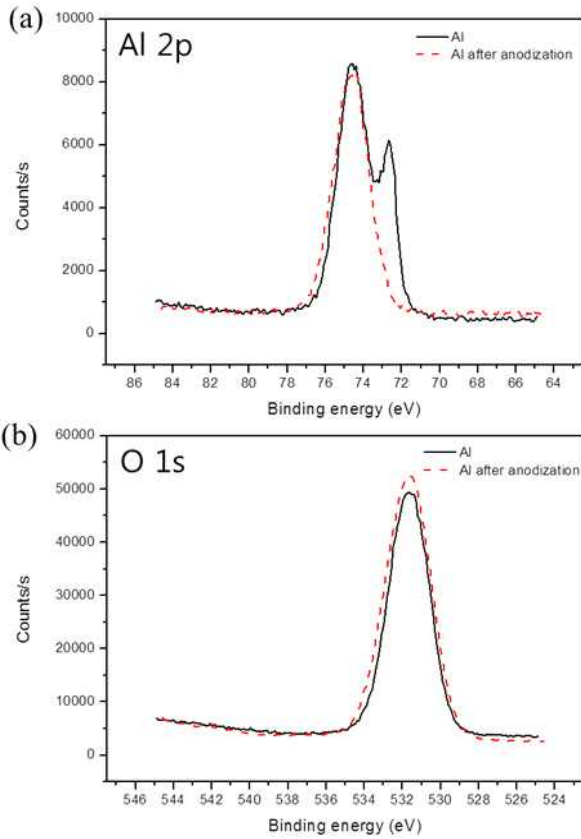 (a)
Al 2p
Al
Al after anodization
Counts/s
10000
8000
6000
4000
2000
0
86 84 82 80 78 76 74 72 70 68 66 64
Binding energy (eV)
(b)
O 1s
Al
Al after anodization
Counts/s
60000
50000
40000
30000
20000
10000
0
546 544 542 540 538 536 534 532 530 528 526 524
Binding energy (eV)